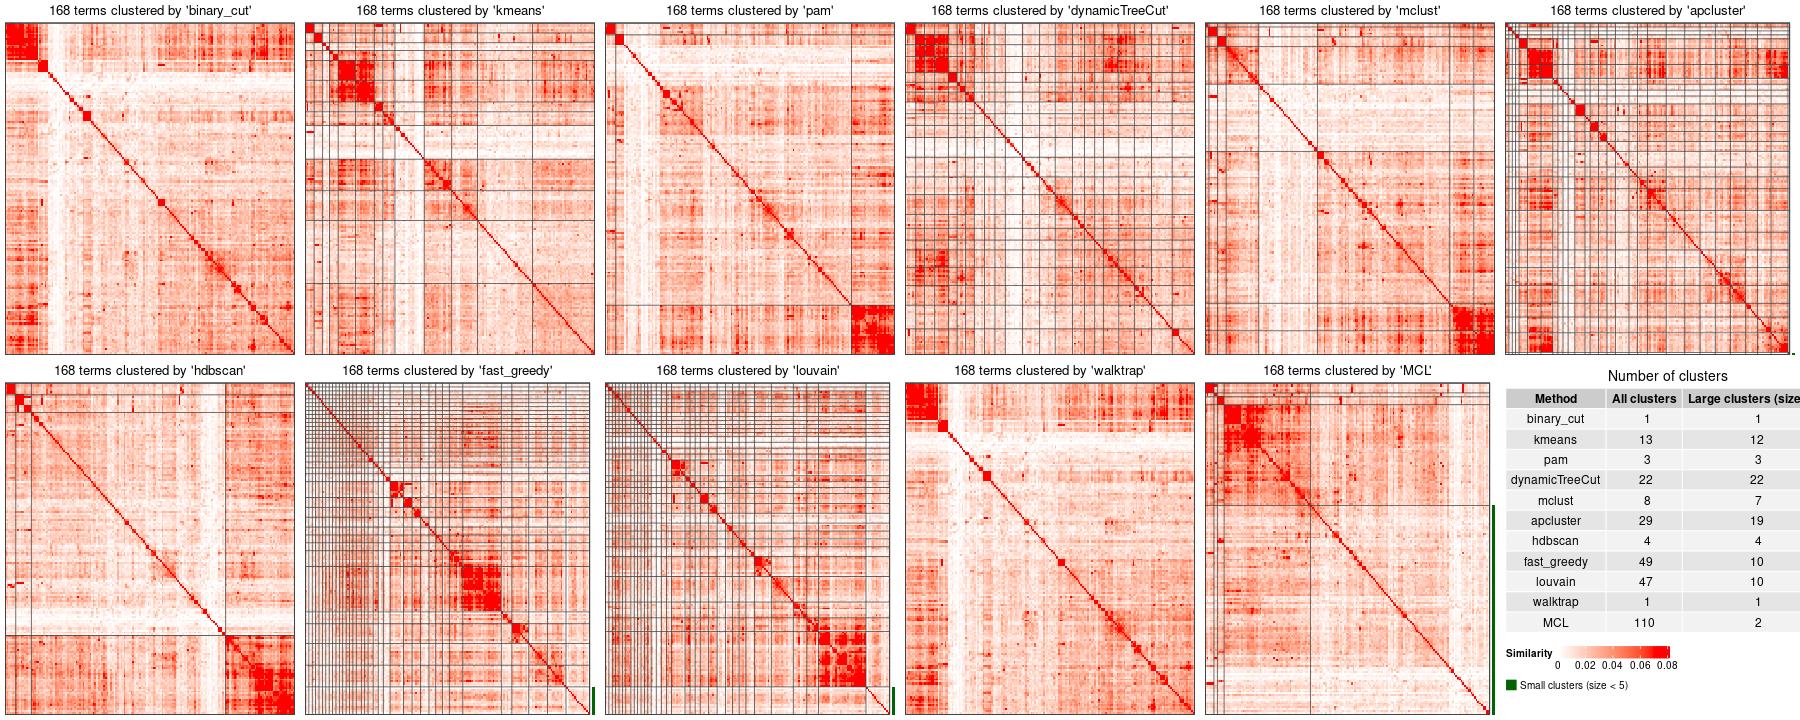 168 terms clustered by 'binary_cut'
168 terms clustered by 'kmeans'
168 terms clustered by 'pam'
168 terms clustered by 'dynamicTreeCut'
168 terms clustered by 'mclust'
168 terms clustered by 'apcluster'
168 terms clustered by 'hdbscan'
168 terms clustered by 'fast_greedy'
168 terms clustered by 'louvain'
168 terms clustered by 'walktrap'
168 terms clustered by 'MCL'
Number of clusters
Method All clusters Large clusters (size
binary_cut 1 1
kmeans 13 12
pam 3 3
dynamicTreeCut 22 22
mclust 8 7
apcluster 29 19
hdbscan 4 4
fast_greedy 49 10
louvain 47 10
walktrap 1 1
MCL 110 2
Similarity
0 0.02 0.04 0.06 0.08
Small clusters (size < 5)